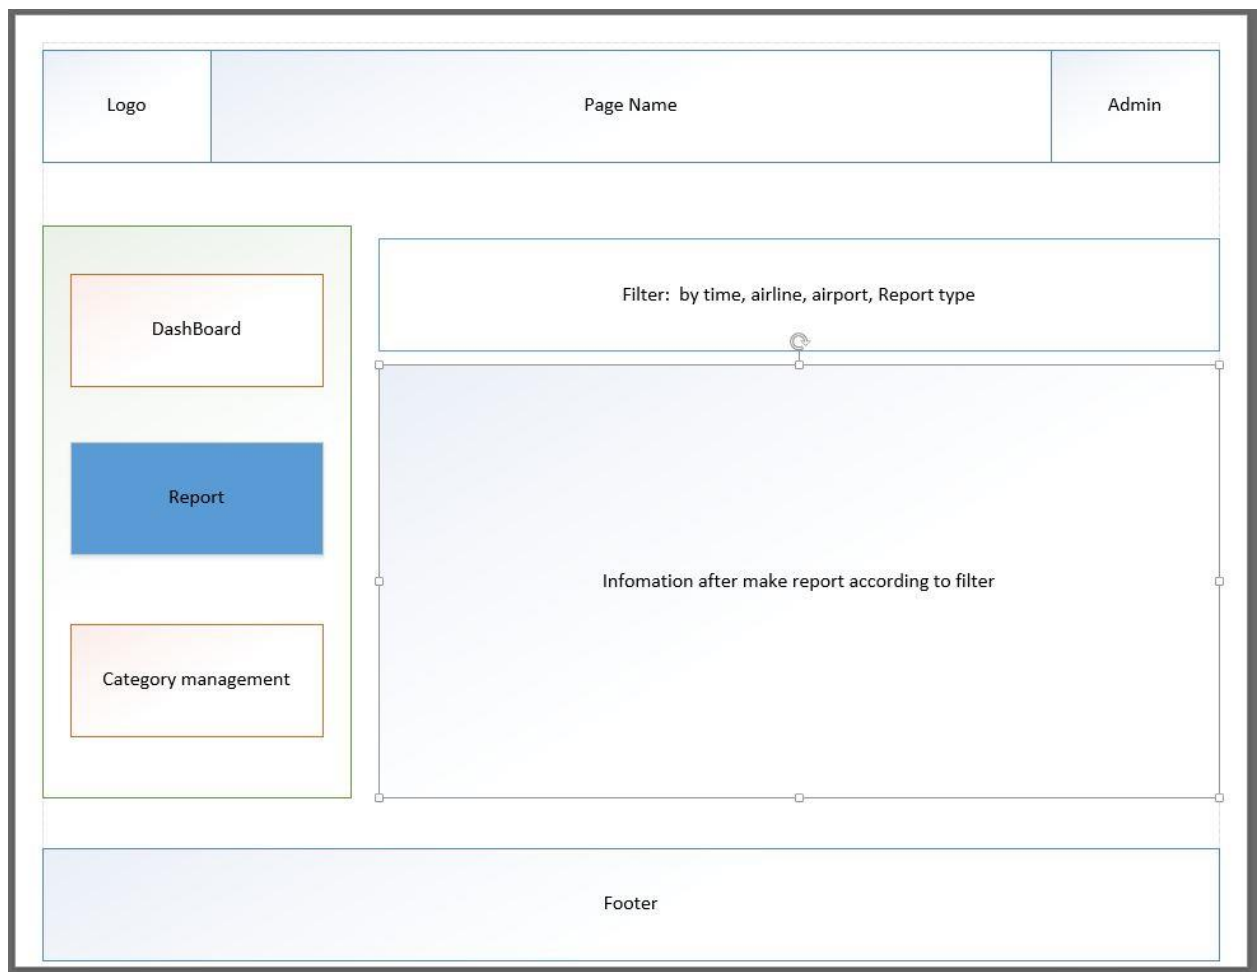 Logo
Page Name
Admin
DashBoard
Report
Category management
Filter:  by time, airline, airport, Report type
Infomation after make report according to filter
Footer